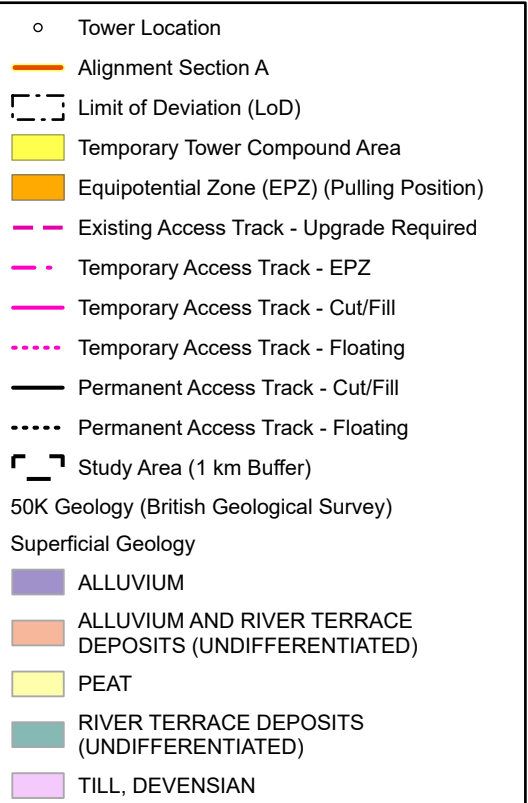 Tower Location
Alignment Section A
Limit of Deviation (LoD)
Temporary Tower Compound Area
Equipotential Zone (EPZ) (Pulling Position)
Existing Access Track - Upgrade Required
Temporary Access Track - EPZ
Temporary Access Track - Cut/Fill
Temporary Access Track - Floating
Permanent Access Track - Cut/Fill
Permanent Access Track - Floating
Study Area (1 km Buffer)
50K Geology (British Geological Survey)
Superficial Geology
ALLUVIUM
ALLUVIUM AND RIVER TERRACE
DEPOSITS (UNDIFFERENTIATED)
PEAT
RIVER TERRACE DEPOSITS
(UNDIFFERENTIATED)
TILL, DEVENSIAN